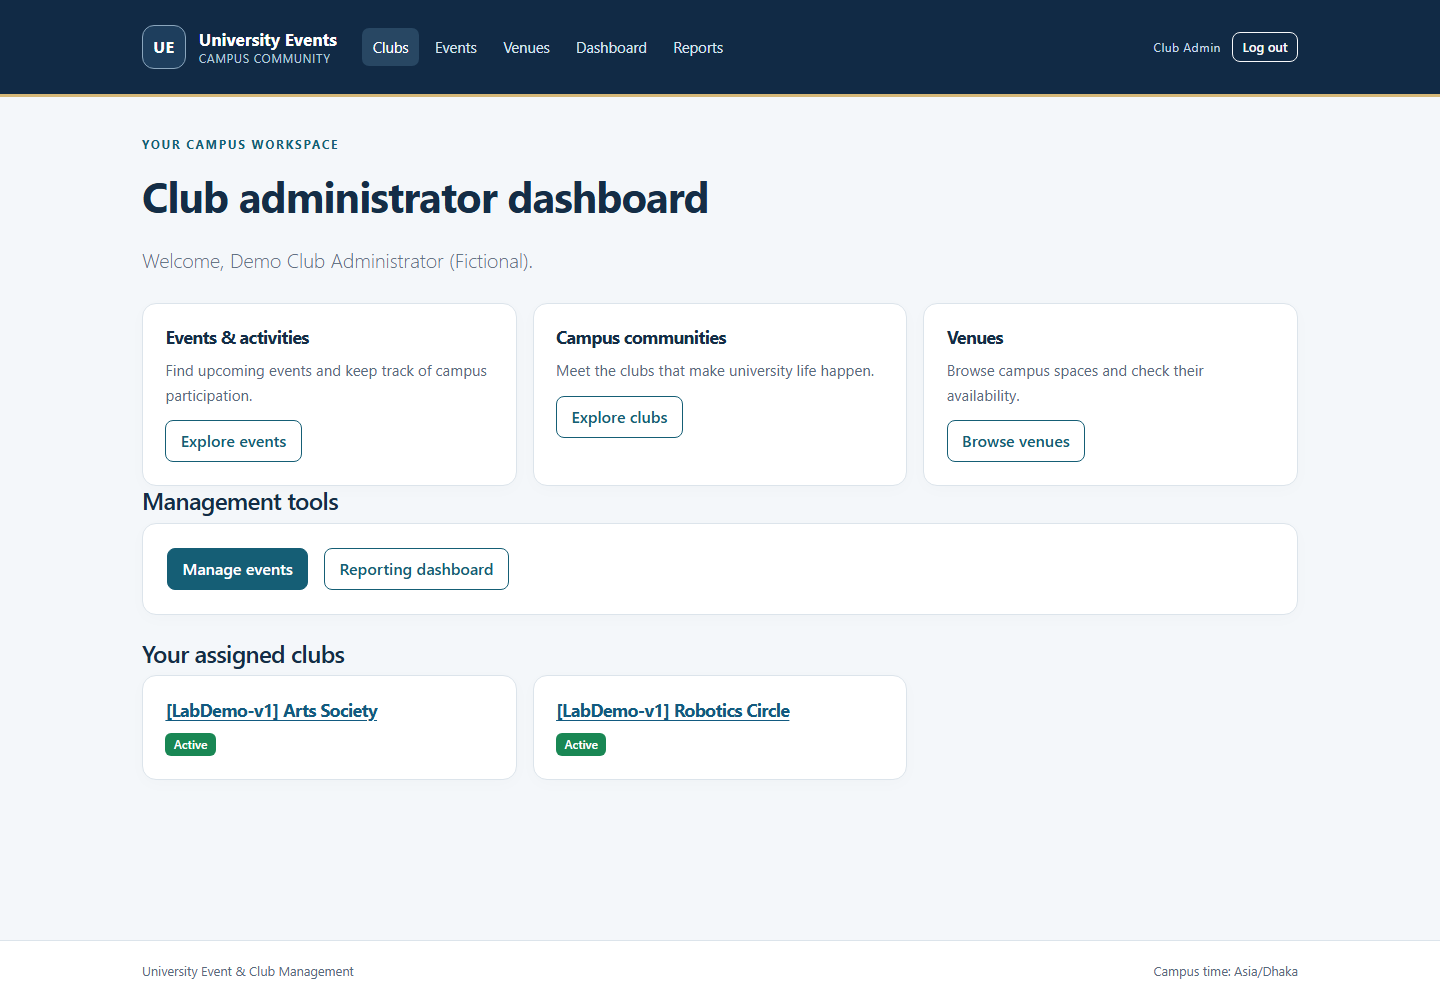 UE
University Events
CAMPUS COMMUNITY
Clubs
Events
Venues
Dashboard
Reports
Club Admin
Log out
YOUR CAMPUS WORKSPACE
Club administrator dashboard
Welcome, Demo Club Administrator (Fictional).
Events & activities
Find upcoming events and keep track of campus
participation.
Explore events
Campus communities
Meet the clubs that make university life happen.
Explore clubs
Venues
Browse campus spaces and check their
availability.
Browse venues
Management tools
Manage events
Reporting dashboard
Your assigned clubs
[LabDemo-v1] Arts Society
Active
[LabDemo-v1] Robotics Circle
Active
University Event & Club Management
Campus time: Asia/Dhaka